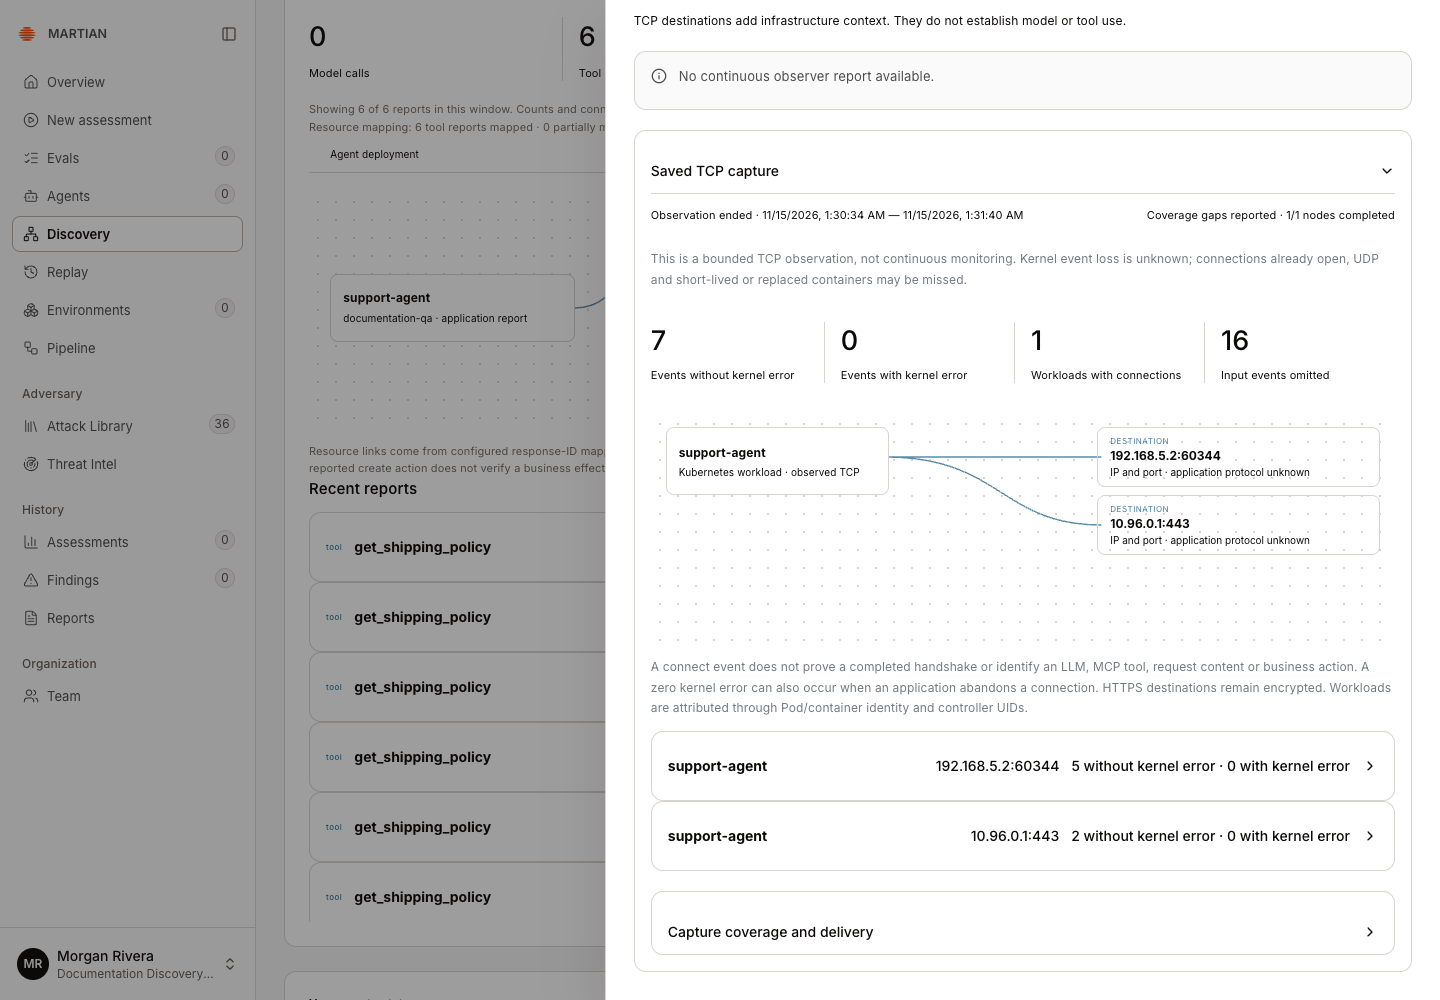 MARTIAN
Overview
New assessment
Evals 0
Agents 0
Discovery
Replay
Environments 0
Pipeline
Adversary
Attack Library 36
Threat Intel
History
Assessments 0
Findings 0
Reports
Organization
Team
MR
Morgan Rivera
Documentation Discovery...
0
Model calls
6
Tool
Showing 6 of 6 reports in this window. Counts and conn
Resource mapping: 6 tool reports mapped · 0 partially m
Agent deployment
support-agent
documentation-qa · application report
Resource links come from configured response-ID map
reported create action does not verify a business effect
Recent reports
tool get_shipping_policy
tool get_shipping_policy
tool get_shipping_policy
tool get_shipping_policy
tool get_shipping_policy
tool get_shipping_policy
TCP destinations add infrastructure context. They do not establish model or tool use.
No continuous observer report available.
Saved TCP capture
Observation ended · 11/15/2026, 1:30:34 AM — 11/15/2026, 1:31:40 AM
Coverage gaps reported · 1/1 nodes completed
This is a bounded TCP observation, not continuous monitoring. Kernel event loss is unknown; connections already open, UDP
and short-lived or replaced containers may be missed.
7
Events without kernel error
0
Events with kernel error
1
Workloads with connections
16
Input events omitted
support-agent
Kubernetes workload · observed TCP
DESTINATION
192.168.5.2:60344
IP and port · application protocol unknown
DESTINATION
10.96.0.1:443
IP and port · application protocol unknown
A connect event does not prove a completed handshake or identify an LLM, MCP tool, request content or business action. A
zero kernel error can also occur when an application abandons a connection. HTTPS destinations remain encrypted. Workloads
are attributed through Pod/container identity and controller UIDs.
support-agent 192.168.5.2:60344 5 without kernel error · 0 with kernel error
support-agent 10.96.0.1:443 2 without kernel error · 0 with kernel error
Capture coverage and delivery